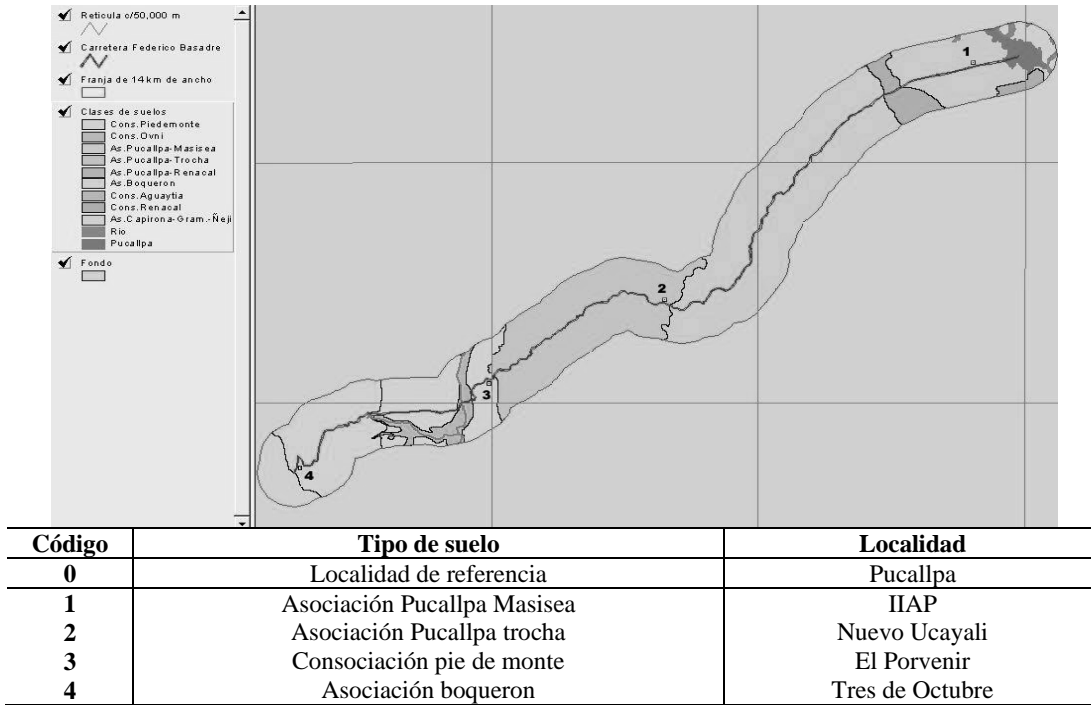 Reticula c/50,000 m
Carretera Federico Basadre
Franja de 14 km de ancho
Clases de suelos
Cons.Piedemonte
Cons.Ovni
As.Pucallpa-Masisea
As.Pucallpa-Trocha
As.Pucallpa-Renacal
As.Boqueron
Cons.Aguaytia
Cons.Renacal
As.Capirona-Gram.-Ñeji
Rio
Pucallpa
Fondo
1
2
3
4
Código Tipo de suelo Localidad
0 Localidad de referencia Pucallpa
1 Asociación Pucallpa Masisea IIAP
2 Asociación Pucallpa trocha Nuevo Ucayali
3 Consociación pie de monte El Porvenir
4 Asociación boqueron Tres de Octubre